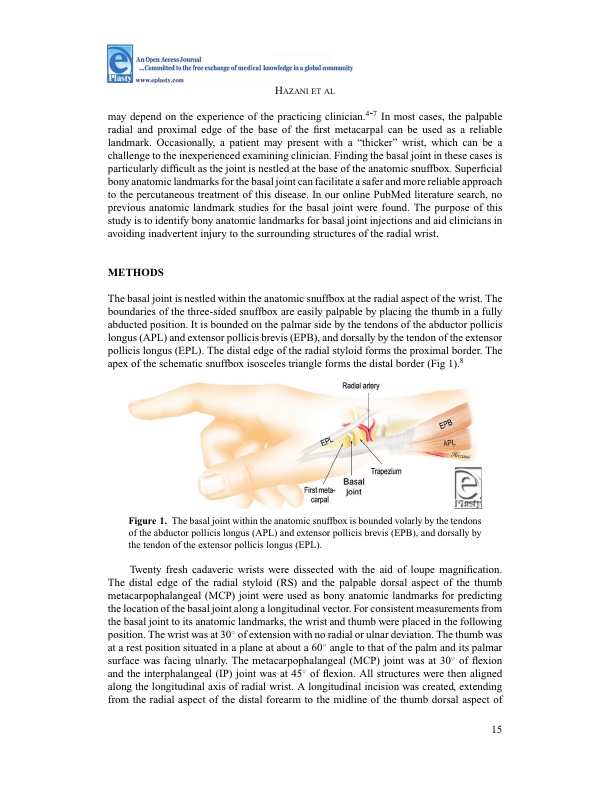 An Open Access Journal
...Committed to the free exchange of medical knowledge in a global community
www.eplasty.com
e
Plasty
HAZANI ET AL
may depend on the experience of the practicing clinician.4-7 In most cases, the palpable
radial and proximal edge of the base of the first metacarpal can be used as a reliable
landmark. Occasionally, a patient may present with a “thicker” wrist, which can be a
challenge to the inexperienced examining clinician. Finding the basal joint in these cases is
particularly difficult as the joint is nestled at the base of the anatomic snuffbox. Superficial
bony anatomic landmarks for the basal joint can facilitate a safer and more reliable approach
to the percutaneous treatment of this disease. In our online PubMed literature search, no
previous anatomic landmark studies for the basal joint were found. The purpose of this
study is to identify bony anatomic landmarks for basal joint injections and aid clinicians in
avoiding inadvertent injury to the surrounding structures of the radial wrist.
METHODS
The basal joint is nestled within the anatomic snuffbox at the radial aspect of the wrist. The
boundaries of the three-sided snuffbox are easily palpable by placing the thumb in a fully
abducted position. It is bounded on the palmar side by the tendons of the abductor pollicis
longus (APL) and extensor pollicis brevis (EPB), and dorsally by the tendon of the extensor
pollicis longus (EPL). The distal edge of the radial styloid forms the proximal border. The
apex of the schematic snuffbox isosceles triangle forms the distal border (Fig 1).8
Radial artery
EPB
EPL
APL
Hazani
Trapezium
Basal
joint
First meta-
carpal
e
Plasty
Figure 1. The basal joint within the anatomic snuffbox is bounded volarly by the tendons
of the abductor pollicis longus (APL) and extensor pollicis brevis (EPB), and dorsally by
the tendon of the extensor pollicis longus (EPL).
Twenty fresh cadaveric wrists were dissected with the aid of loupe magnification.
The distal edge of the radial styloid (RS) and the palpable dorsal aspect of the thumb
metacarpophalangeal (MCP) joint were used as bony anatomic landmarks for predicting
the location of the basal joint along a longitudinal vector. For consistent measurements from
the basal joint to its anatomic landmarks, the wrist and thumb were placed in the following
position. The wrist was at 30° of extension with no radial or ulnar deviation. The thumb was
at a rest position situated in a plane at about a 60° angle to that of the palm and its palmar
surface was facing ulnarly. The metacarpophalangeal (MCP) joint was at 30° of flexion
and the interphalangeal (IP) joint was at 45° of flexion. All structures were then aligned
along the longitudinal axis of radial wrist. A longitudinal incision was created, extending
from the radial aspect of the distal forearm to the midline of the thumb dorsal aspect of
15